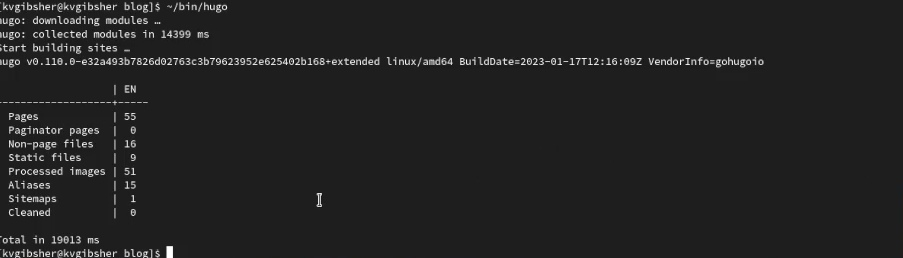 [kvgibsher@kvgibsher blog]$ ~/bin/hugo
hugo: downloading modules …
hugo: collected modules in 14399 ms
Start building sites …
hugo v0.110.0-e32a493b7826d02763c3b79623952e625402b168+extended linux/amd64 BuildDate=2023-01-17T12:16:09Z VendorInfo=gohugoio
| EN
-------------------+-----
Pages | 55
Paginator pages | 0
Non-page files | 16
Static files | 9
Processed images | 51
Aliases | 15
Sitemaps | 1
Cleaned | 0
Total in 19013 ms
[kvgibsher@kvgibsher blog]$